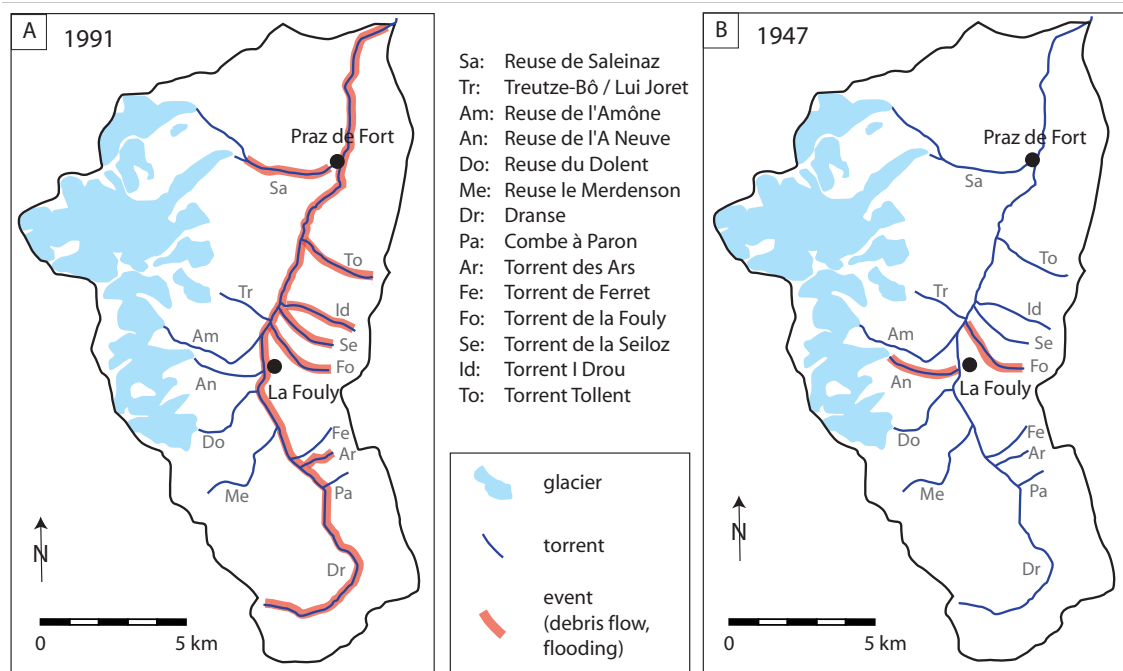 A
1991
Praz de Fort
Sa
To
Tr
Id
Am
Se
An
Fo
La Fouly
Do
Fe
Ar
Me
Pa
N
Dr
0
5 km
Sa: Reuse de Saleinaz
Tr: Treutze-Bô / Lui Joret
Am: Reuse de l'Amône
An: Reuse de l'A Neuve
Do: Reuse du Dolent
Me: Reuse le Merdenson
Dr: Dranse
Pa: Combe à Paron
Ar: Torrent des Ars
Fe: Torrent de Ferret
Fo: Torrent de la Fouly
Se: Torrent de la Seiloz
Id: Torrent I Drou
To: Torrent Tollent
glacier
torrent
event
(debris flow,
flooding)
B
1947
Praz de Fort
Sa
To
Tr
Id
Am
Se
An
Fo
La Fouly
Do
Fe
Ar
Me
Pa
N
Dr
0
5 km